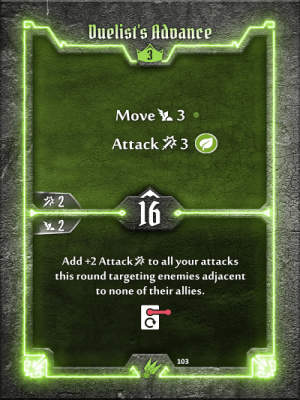 Duelist's Advance
3
Move 3
Attack 3
2
16
2
Add +2 Attack to all your attacks
this round targeting enemies adjacent
to none of their allies.
103